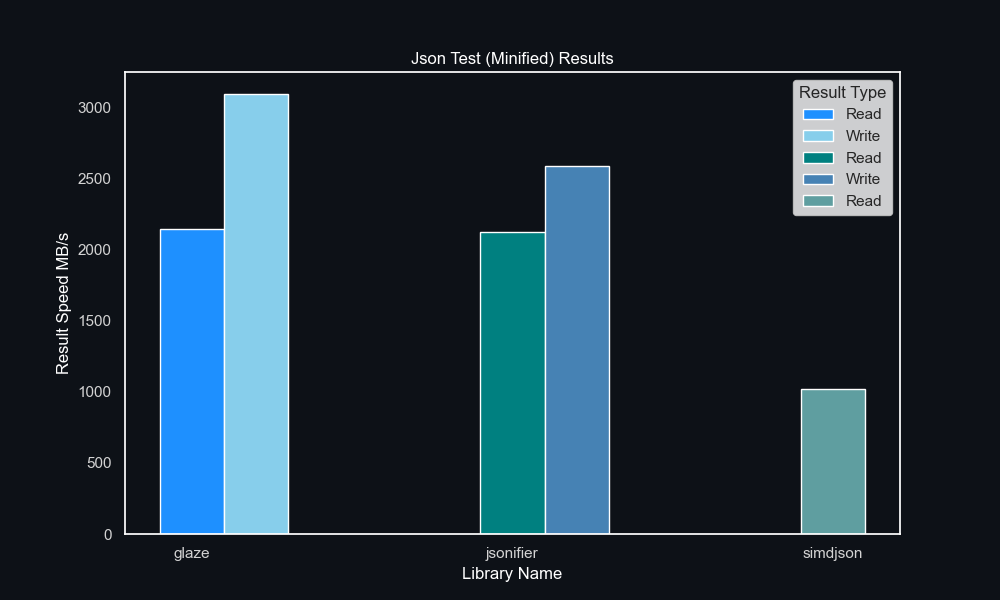 Json Test (Minified) Results
Result Type
Read
Write
Read
Write
Read
Result Speed MB/s
3000
2500
2000
1500
1000
500
0
glaze jsonifier simdjson
Library Name